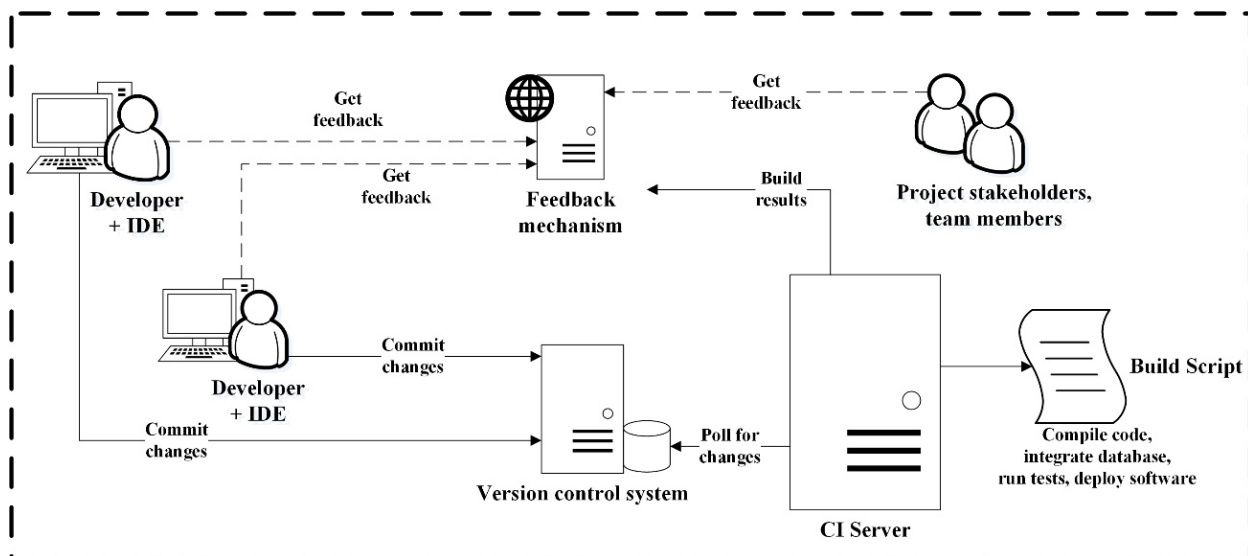 Get
feedback
Get
feedback
Developer
+ IDE
Get
feedback
Feedback
mechanism
Build
results
Project stakeholders,
team members
Developer
+ IDE
Commit
changes
Commit
changes
Version control system
Poll for
changes
CI Server
Build Script
Compile code,
integrate database,
run tests, deploy software